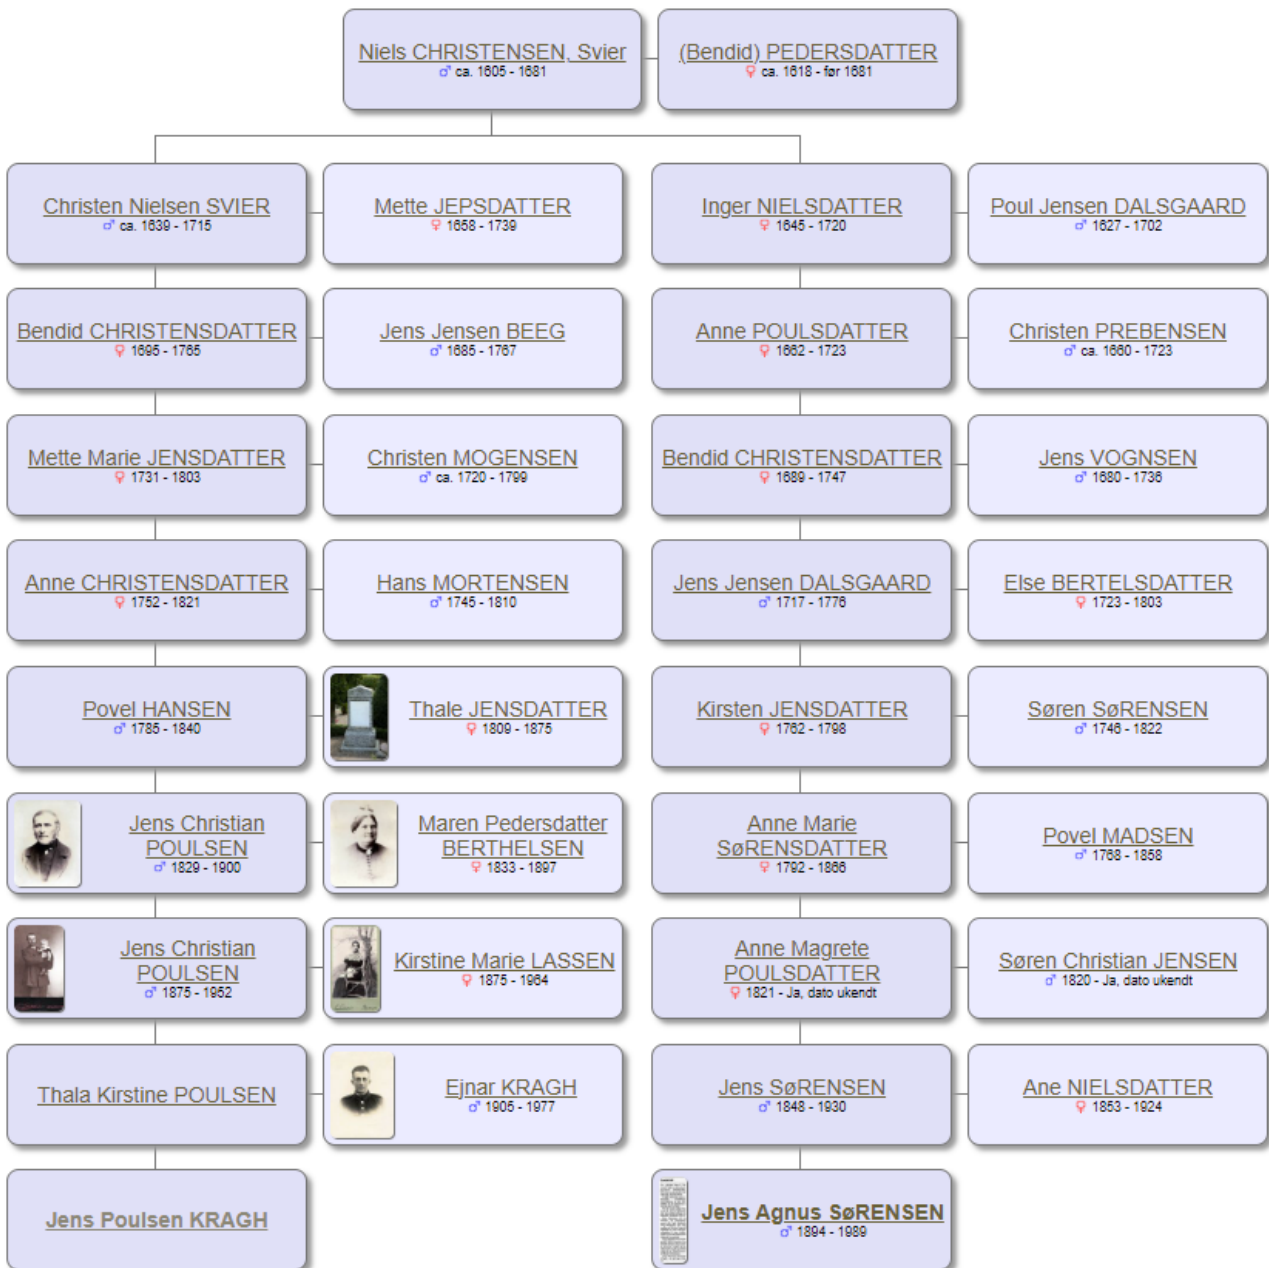 Niels CHRISTENSEN, Svier
♂ ca. 1605 - 1681
(Bendid) PEDERSDATTER
♀ ca. 1618 - før 1681
Christen Nielsen SVIER
♂ ca. 1639 - 1715
Mette JEPSDATTER
♀ 1658 - 1739
Inger NIELSDATTER
♀ 1645 - 1720
Poul Jensen DALSGAARD
♂ 1627 - 1702
Bendid CHRISTENSDATTER
♀ 1695 - 1765
Jens Jensen BEEG
♂ 1685 - 1767
Anne POULSDATTER
♀ 1662 - 1723
Christen PREBENSEN
♂ ca. 1660 - 1723
Mette Marie JENSDATTER
♀ 1731 - 1803
Christen MOGENSEN
♂ ca. 1720 - 1799
Bendid CHRISTENSDATTER
♀ 1689 - 1747
Jens VOGNSEN
♂ 1680 - 1736
Anne CHRISTENSDATTER
♀ 1752 - 1821
Hans MORTENSEN
♂ 1745 - 1810
Jens Jensen DALSGAARD
♂ 1717 - 1776
Else BERTELSDATTER
♀ 1723 - 1803
Povel HANSEN
♂ 1785 - 1840
Thale JENSDATTER
♀ 1809 - 1875
Kirsten JENSDATTER
♀ 1762 - 1798
Søren SøRENSEN
♂ 1746 - 1822
Jens Christian
POULSEN
♂ 1829 - 1900
Maren Pedersdatter
BERTHELSEN
♀ 1833 - 1897
Anne Marie
SøRENSDATTER
♀ 1792 - 1866
Povel MADSEN
♂ 1768 - 1858
Jens Christian
POULSEN
♂ 1875 - 1952
Kirstine Marie LASSEN
♀ 1875 - 1964
Anne Magrete
POULSDATTER
♀ 1821 - Ja, dato ukendt
Søren Christian JENSEN
♂ 1820 - Ja, dato ukendt
Thala Kirstine POULSEN
Ejnar KRAGH
♂ 1905 - 1977
Jens SøRENSEN
♂ 1848 - 1930
Ane NIELSDATTER
♀ 1853 - 1924
Jens Poulsen KRAGH
Jens Agnus SøRENSEN
♂ 1894 - 1989